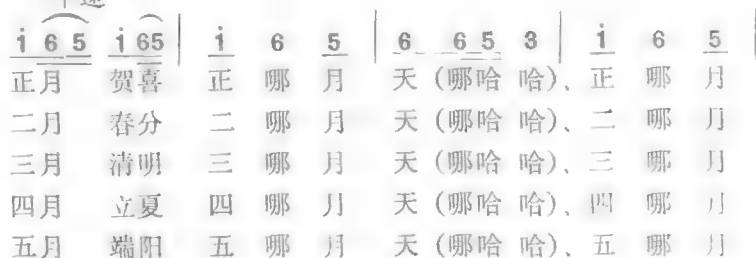 中速
i 6 5 i 65 | i 6 5 | 6 6 5 3 | i 6 5
正月 贺喜 正 哪 月 天 (哪哈 哈)、正 哪 月
二月 春分 二 哪 月 天 (哪哈 哈)、二 哪 月
三月 清明 三 哪 月 天 (哪哈 哈)、三 哪 月
四月 立夏 四 哪 月 天 (哪哈 哈)、四 哪 月
五月 端阳 五 哪 月 天 (哪哈 哈)、五 哪 月